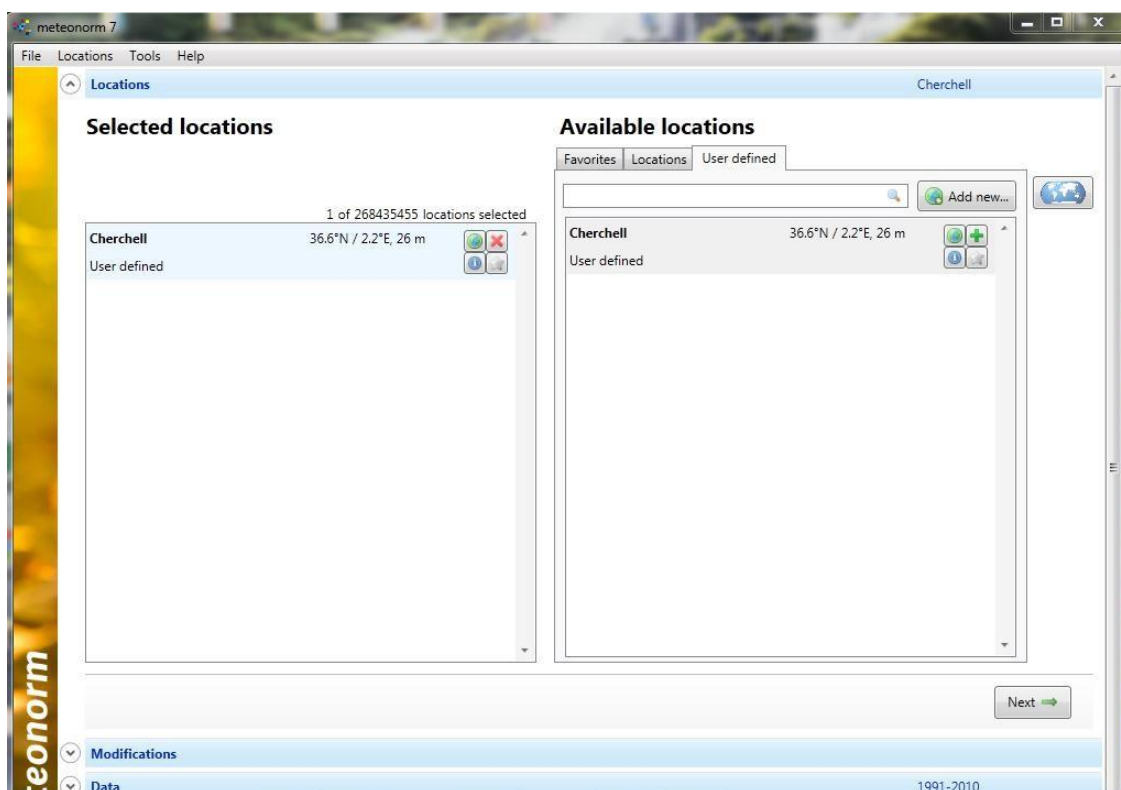 meteonorm 7
File Locations Tools Help
Locations Cherchell
Selected locations
1 of 268435455 locations selected
Cherchell 36.6°N / 2.2°E, 26 m
User defined
Available locations
Favorites Locations User defined
Add new...
Cherchell 36.6°N / 2.2°E, 26 m
User defined
Next
Modifications
Data 1991-2010
eonorm